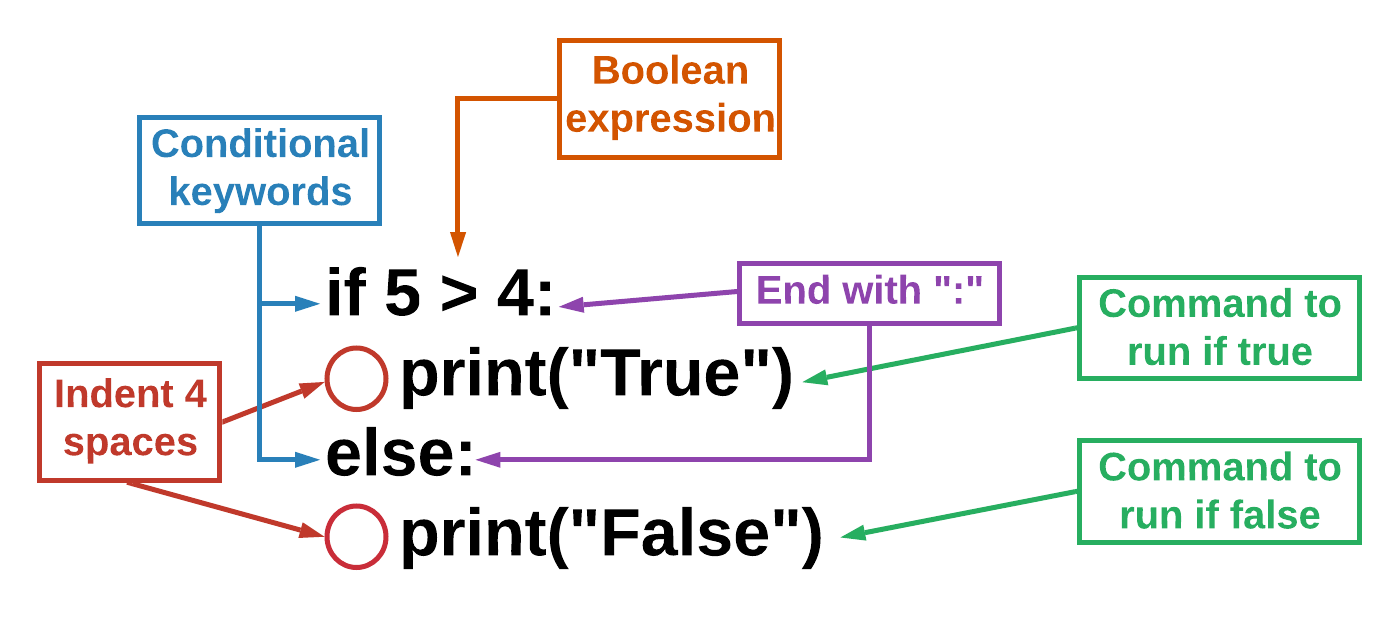 Boolean
expression
Conditional
keywords
if 5 > 4:
End with ":"
Command to
run if true
print("True")
Indent 4
spaces
else:
Command to
run if false
print("False")